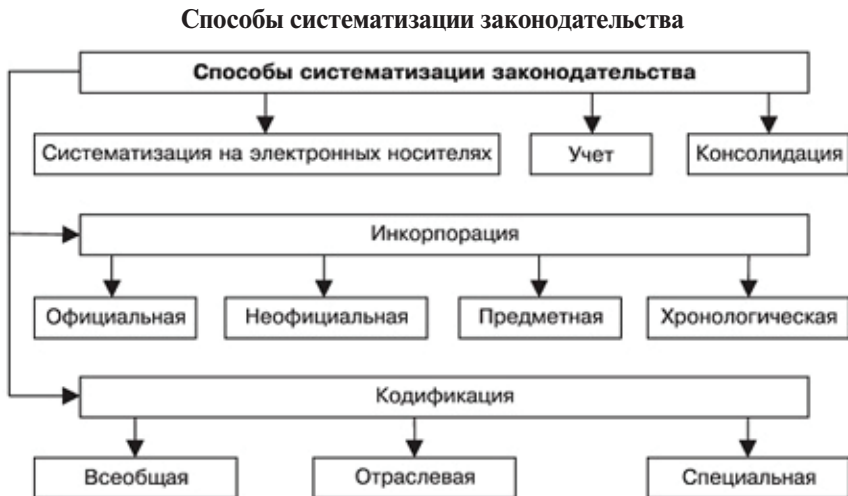 Способы систематизации законодательства
Способы систематизации законодательства
Систематизация на электронных носителях
Учет
Консолидация
Инкорпорация
Официальная
Неофициальная
Предметная
Хронологическая
Кодификация
Всеобщая
Отраслевая
Специальная